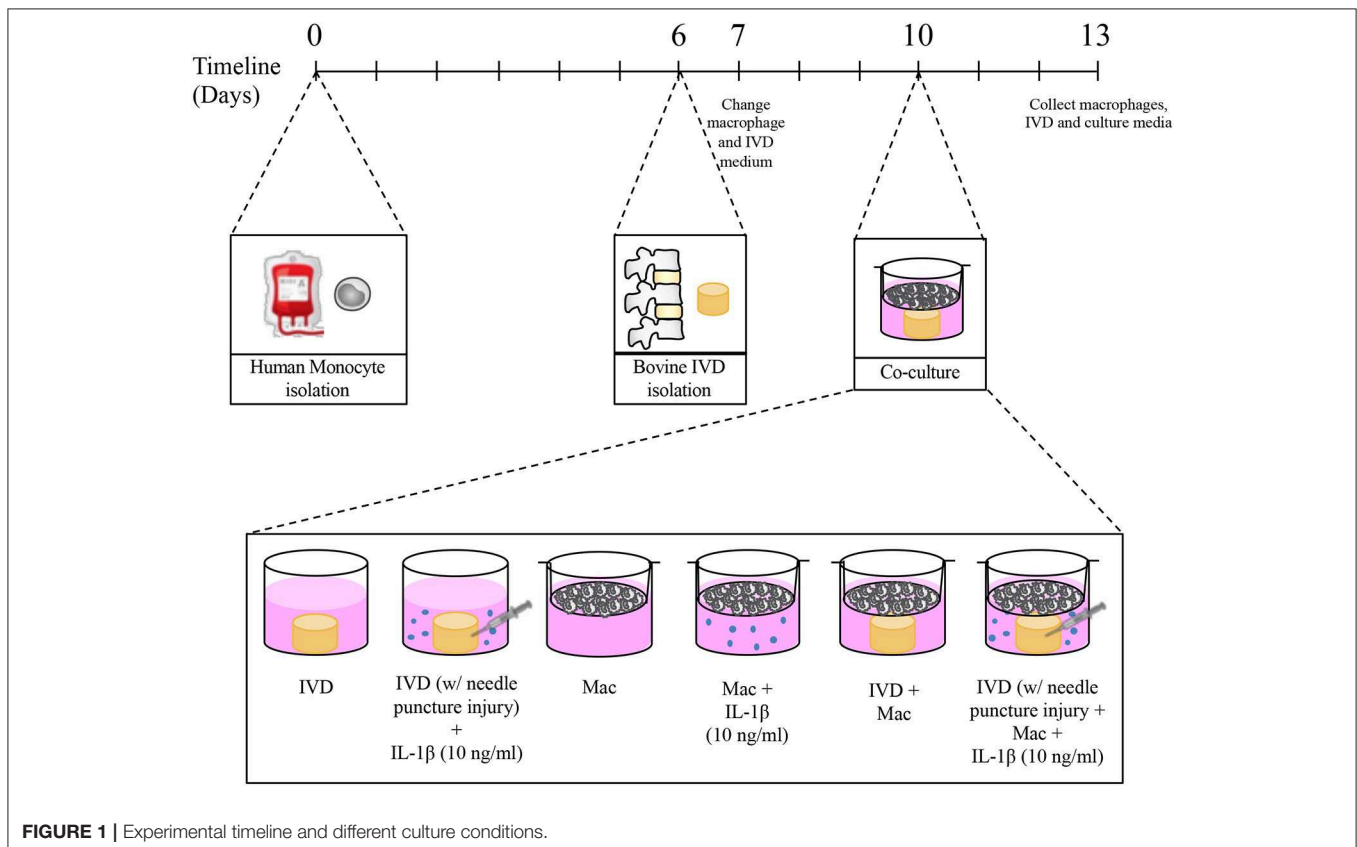 0
6
7
10
13
Timeline
(Days)
Change
macrophage
and IVD
medium
Collect macrophages,
IVD and culture media
Human Monocyte
isolation
Bovine IVD
isolation
Co-culture
IVD
IVD (w/ needle
puncture injury)
+
IL-1β (10 ng/ml)
Mac
Mac +
IL-1β
(10 ng/ml)
IVD +
Mac
IVD (w/ needle
puncture injury +
Mac +
IL-1β (10 ng/ml)
FIGURE 1 | Experimental timeline and different culture conditions.